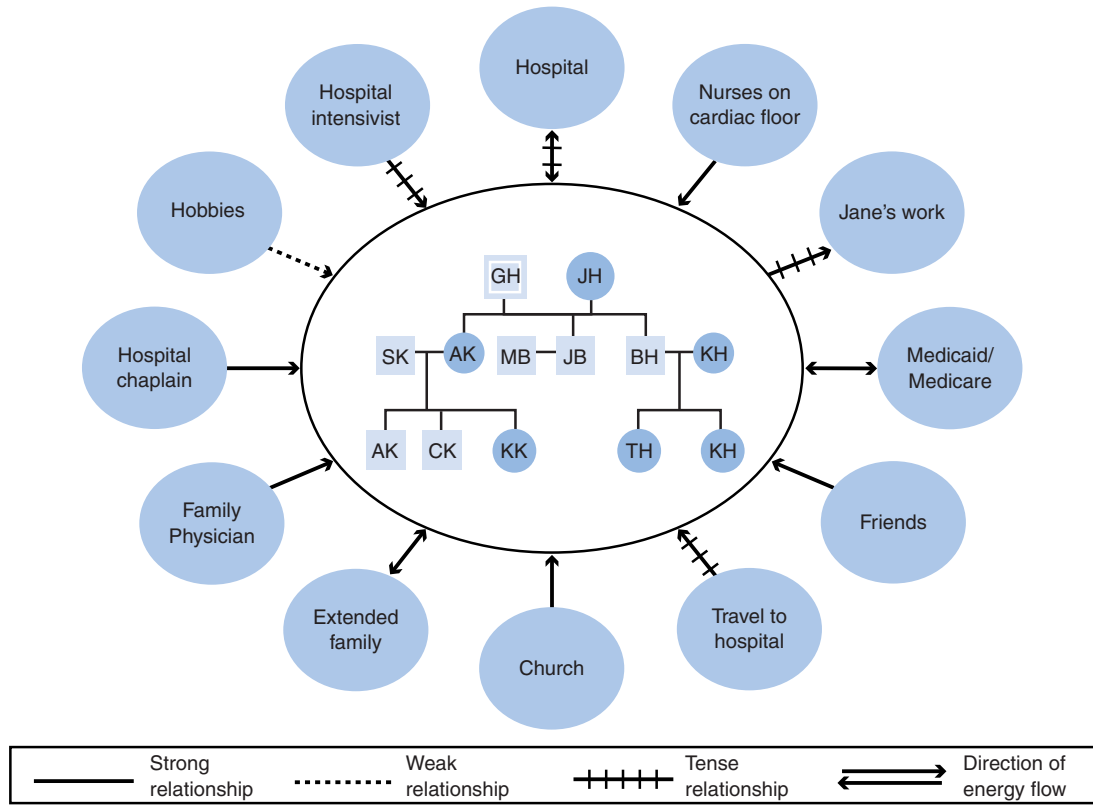 Hospital
Hospital
intensivist
Nurses on
cardiac floor
Hobbies
Jane's work
GH
JH
Hospital
chaplain
SK
AK
MB
JB
BH
KH
Medicaid/
Medicare
AK
CK
KK
TH
KH
Family
Physician
Friends
Extended
family
Church
Travel to
hospital
Strong
relationship
Weak
relationship
Tense
relationship
Direction of
energy flow